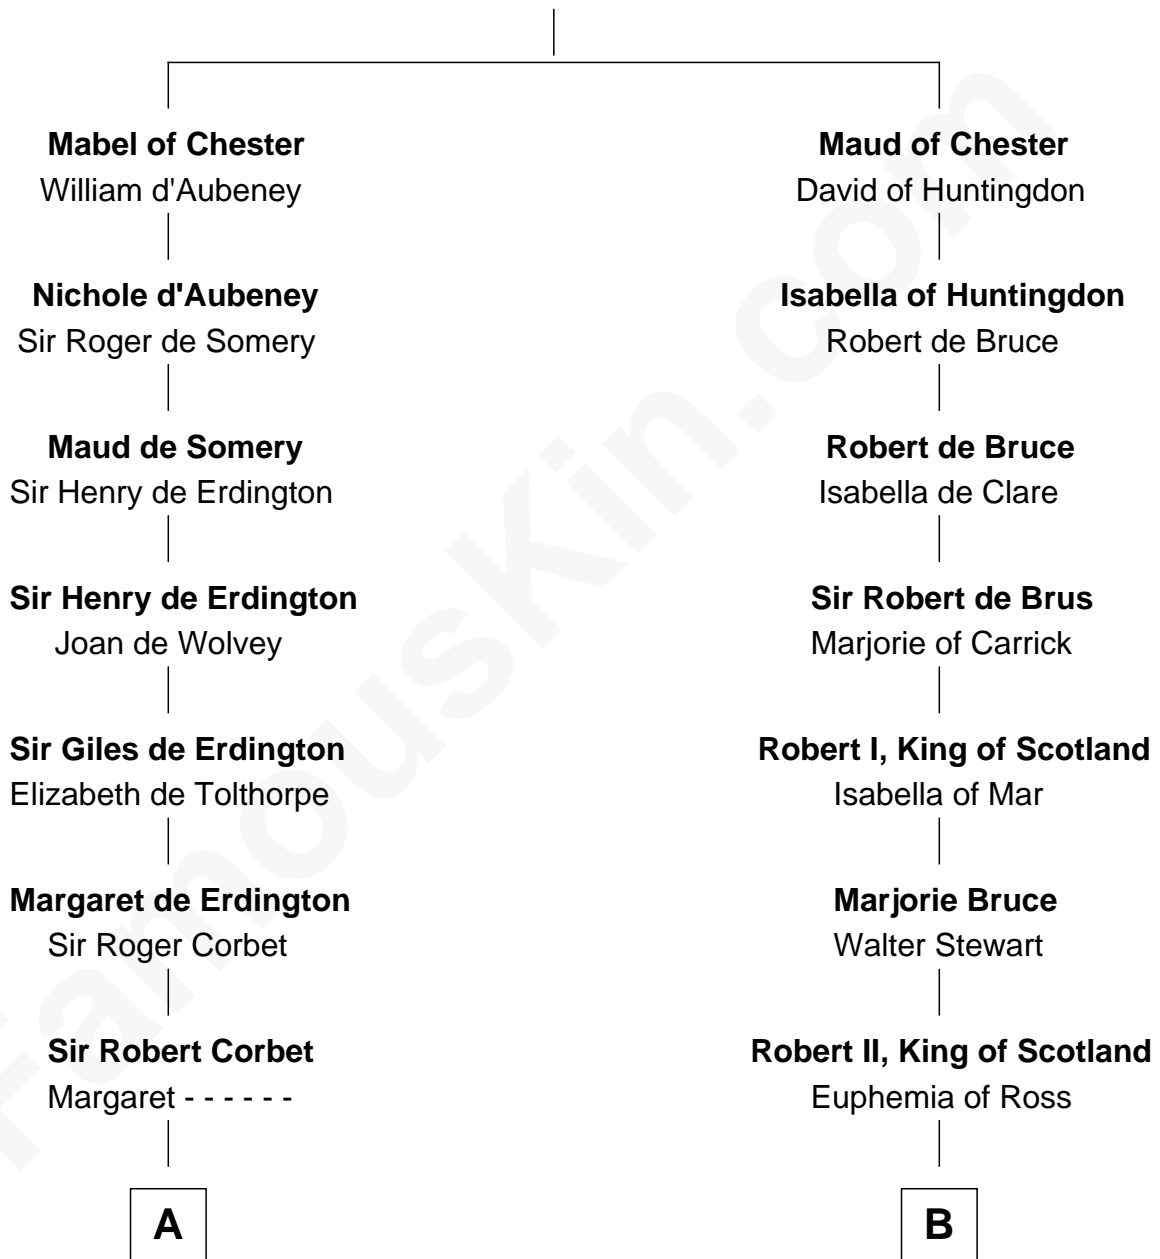 Mabel of Chester
William d'Aubeney
Nichole d'Aubeney
Sir Roger de Somery
Maud de Somery
Sir Henry de Erdington
Sir Henry de Erdington
Joan de Wolvey
Sir Giles de Erdington
Elizabeth de Tolthorpe
Margaret de Erdington
Sir Roger Corbet
Sir Robert Corbet
Margaret - - - - - -
A
Maud of Chester
David of Huntingdon
Isabella of Huntingdon
Robert de Bruce
Robert de Bruce
Isabella de Clare
Sir Robert de Brus
Marjorie of Carrick
Robert I, King of Scotland
Isabella of Mar
Marjorie Bruce
Walter Stewart
Robert II, King of Scotland
Euphemia of Ross
B
FamousKin.com